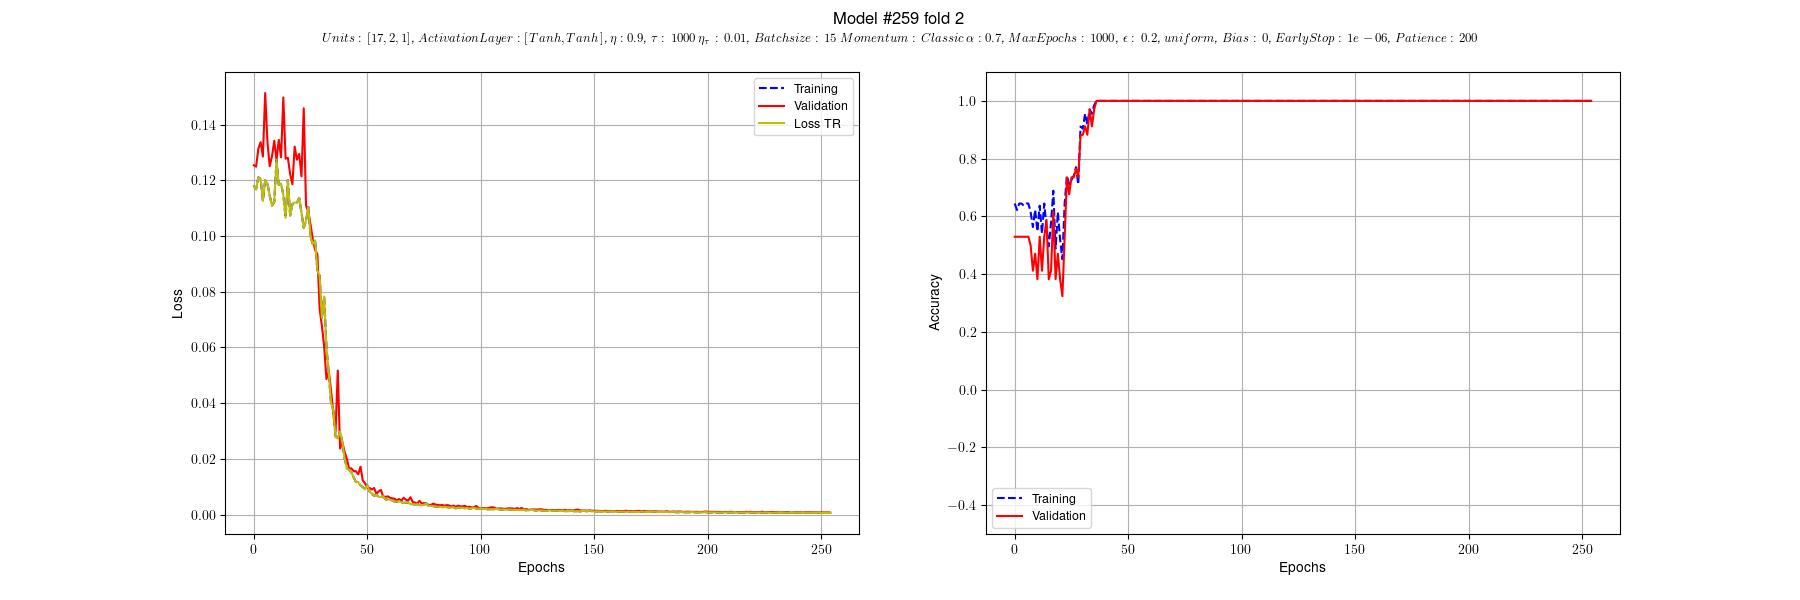 Model #259 fold 2
Units : [17, 2, 1], ActivationLayer : [Tanh, Tanh], η : 0.9, τ : 1000 η_τ : 0.01, Batchsize : 15 Momentum : Classic α : 0.7, MaxEpochs : 1000, ϵ : 0.2, uniform, Bias : 0, EarlyStop : 1e − 06, Patience : 200
Training
Validation
Loss TR
0.14
0.12
0.10
0.08
0.06
0.04
0.02
0.00
Loss
0 50 100 150 200 250
Epochs
1.0
0.8
0.6
0.4
0.2
0.0
−0.2
−0.4
Accuracy
Training
Validation
0 50 100 150 200 250
Epochs